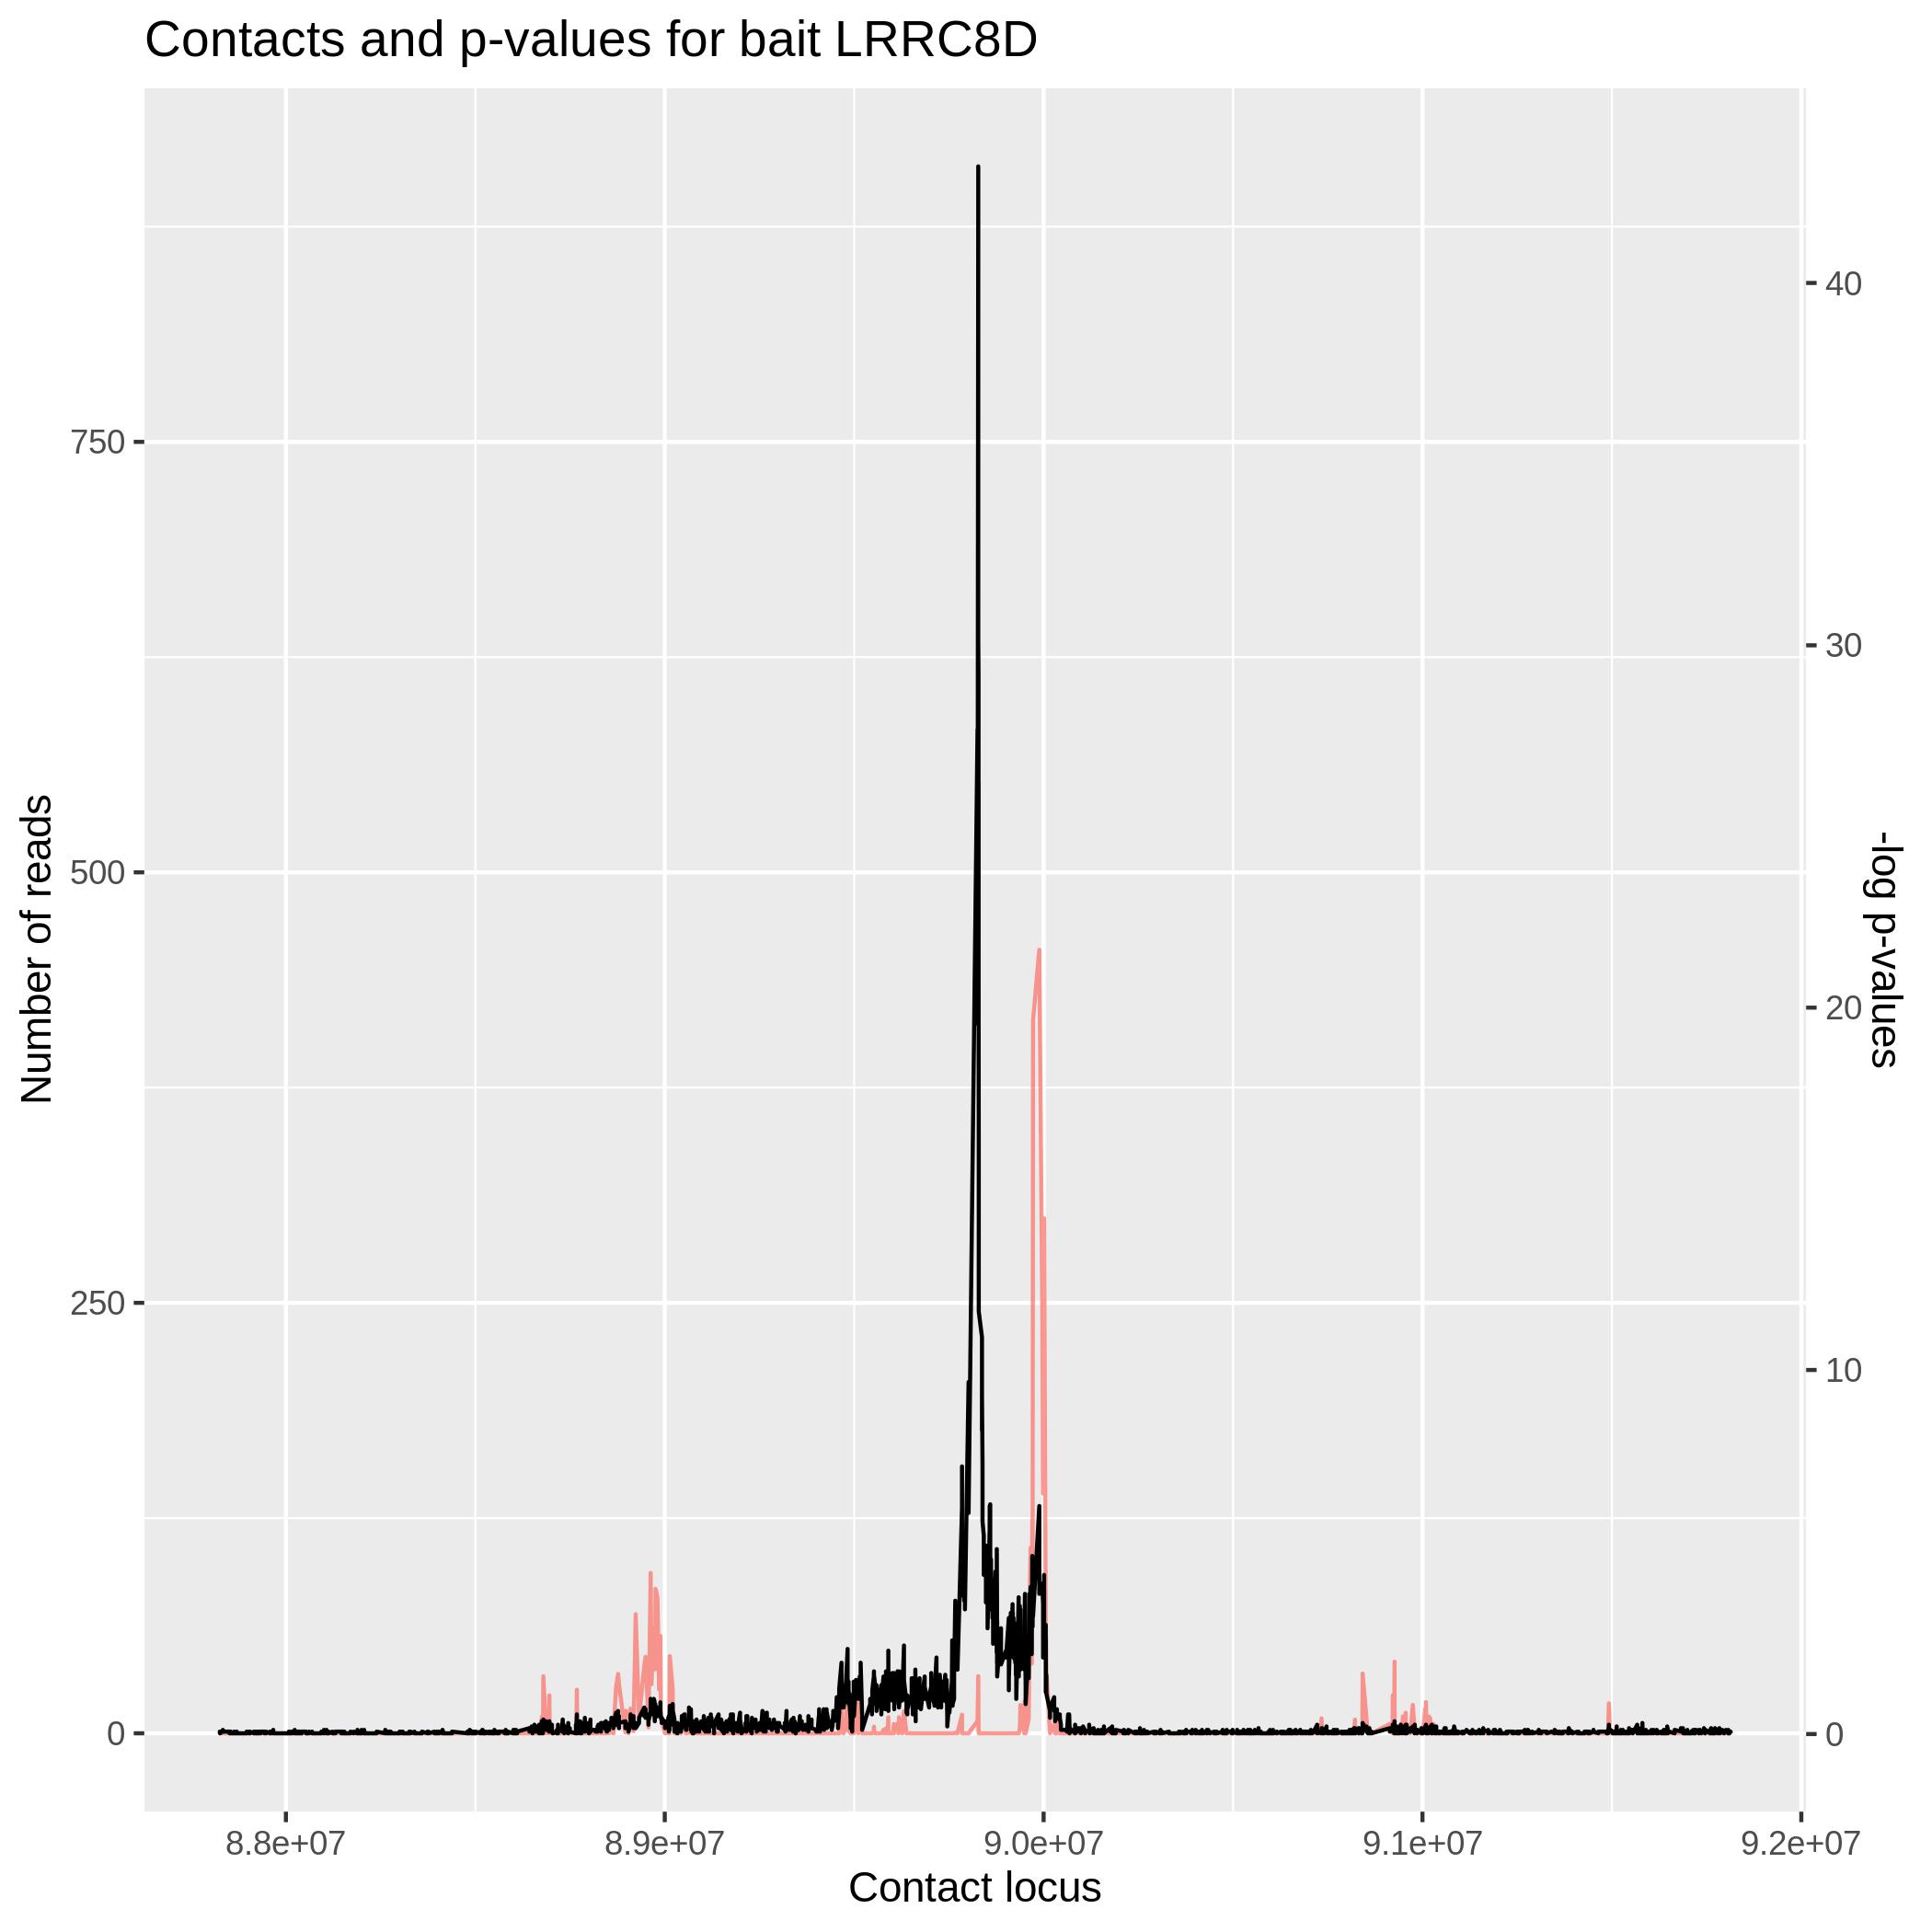 Contacts and p-values for bait LRRC8D
Number of reads
750
500
250
0
40
30
20
10
0
-log p-values
8.8e+07
8.9e+07
9.0e+07
9.1e+07
9.2e+07
Contact locus